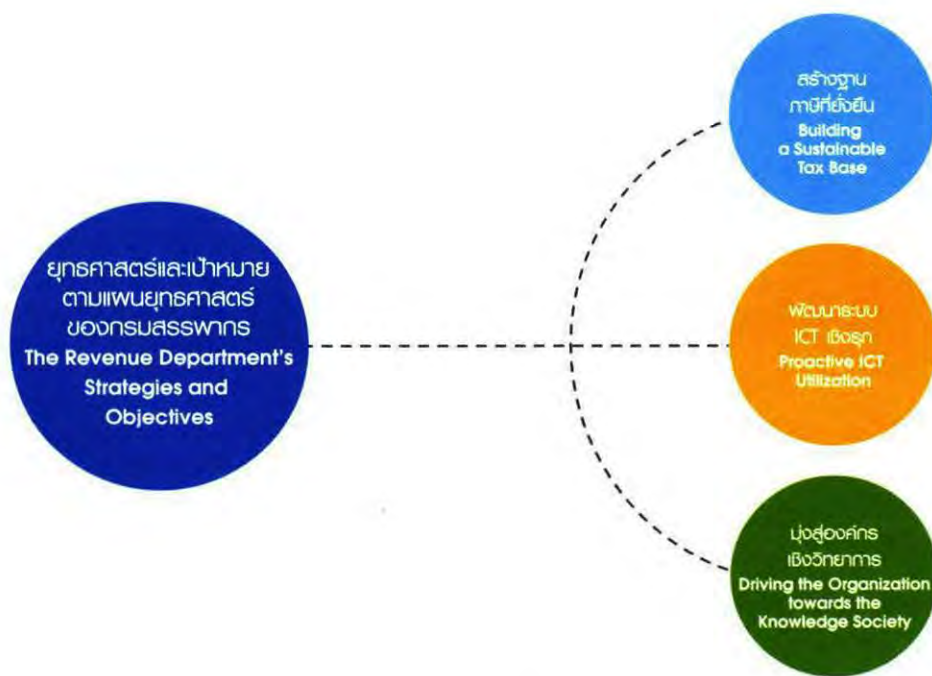 ยุทธศาสตร์และเป้าหมาย
ตามแผนยุทธศาสตร์
ของกรมสรรพากร
The Revenue Department's
Strategies and
Objectives
สร้างฐาน
ภาษีที่ยั่งยืน
Building
a Sustainable
Tax Base
พัฒนาระบบ
ICT เชิงรุก
Proactive ICT
Utilization
มุ่งสู่องค์กร
เชิงวิทยาการ
Driving the Organization
towards the
Knowledge Society